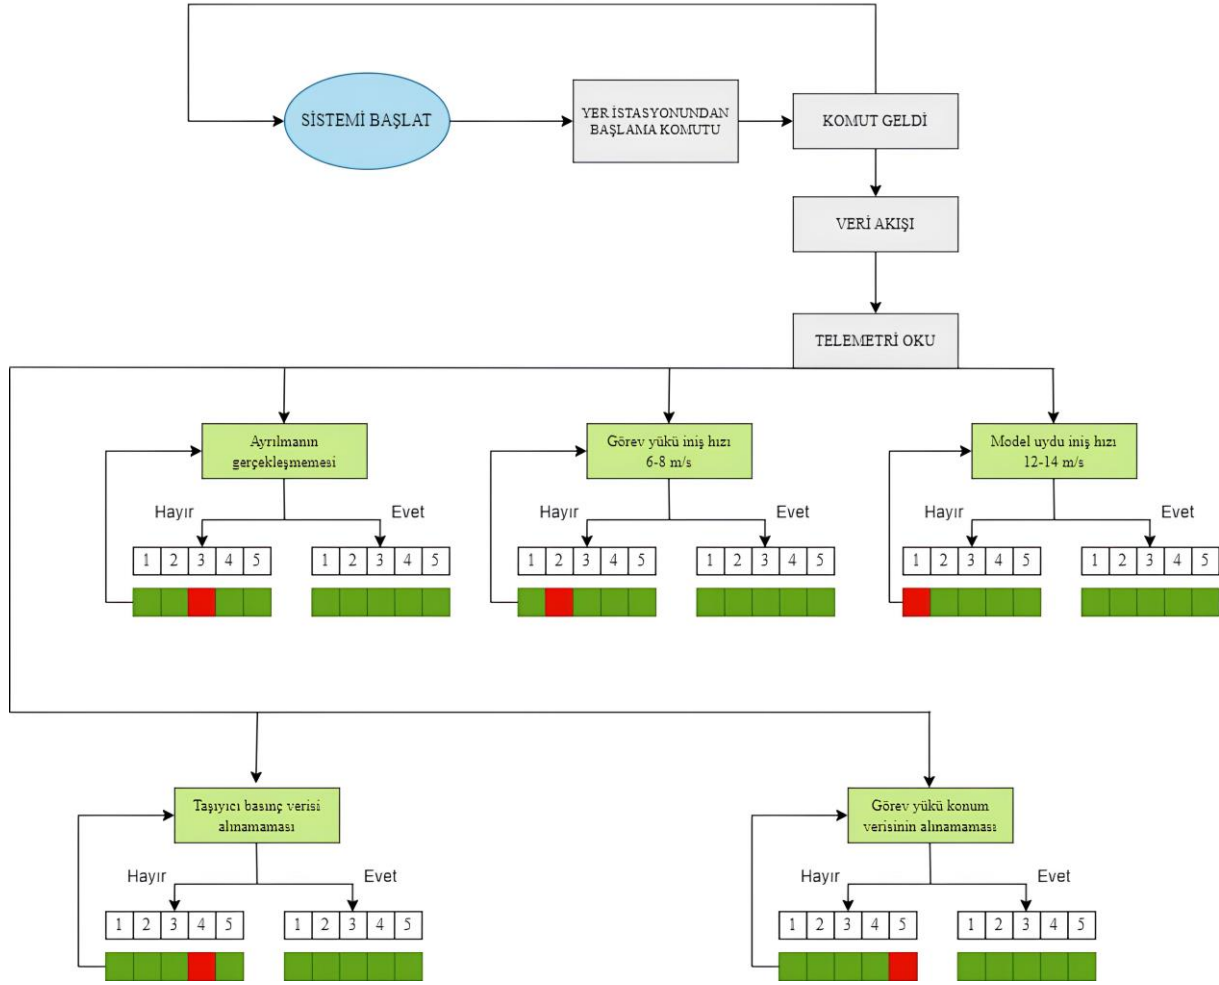 SİSTEMİ BAŞLAT
YER İSTASYONUNDAN
BAŞLAMA KOMUTU
KOMUT GELDİ
VERİ AKIŞI
TELEMETRİ OKU
Ayrılmanın
gerçekleşmemesi
Hayır
Evet
1 2 3 4 5
1 2 3 4 5
Görev yükü iniş hızı
6-8 m/s
Hayır
Evet
1 2 3 4 5
1 2 3 4 5
Model uydu iniş hızı
12-14 m/s
Hayır
Evet
1 2 3 4 5
1 2 3 4 5
Taşıyıcı basınç verisi
alınamaması
Hayır
Evet
1 2 3 4 5
1 2 3 4 5
Görev yükü konum
verisinin alınamaması
Hayır
Evet
1 2 3 4 5
1 2 3 4 5